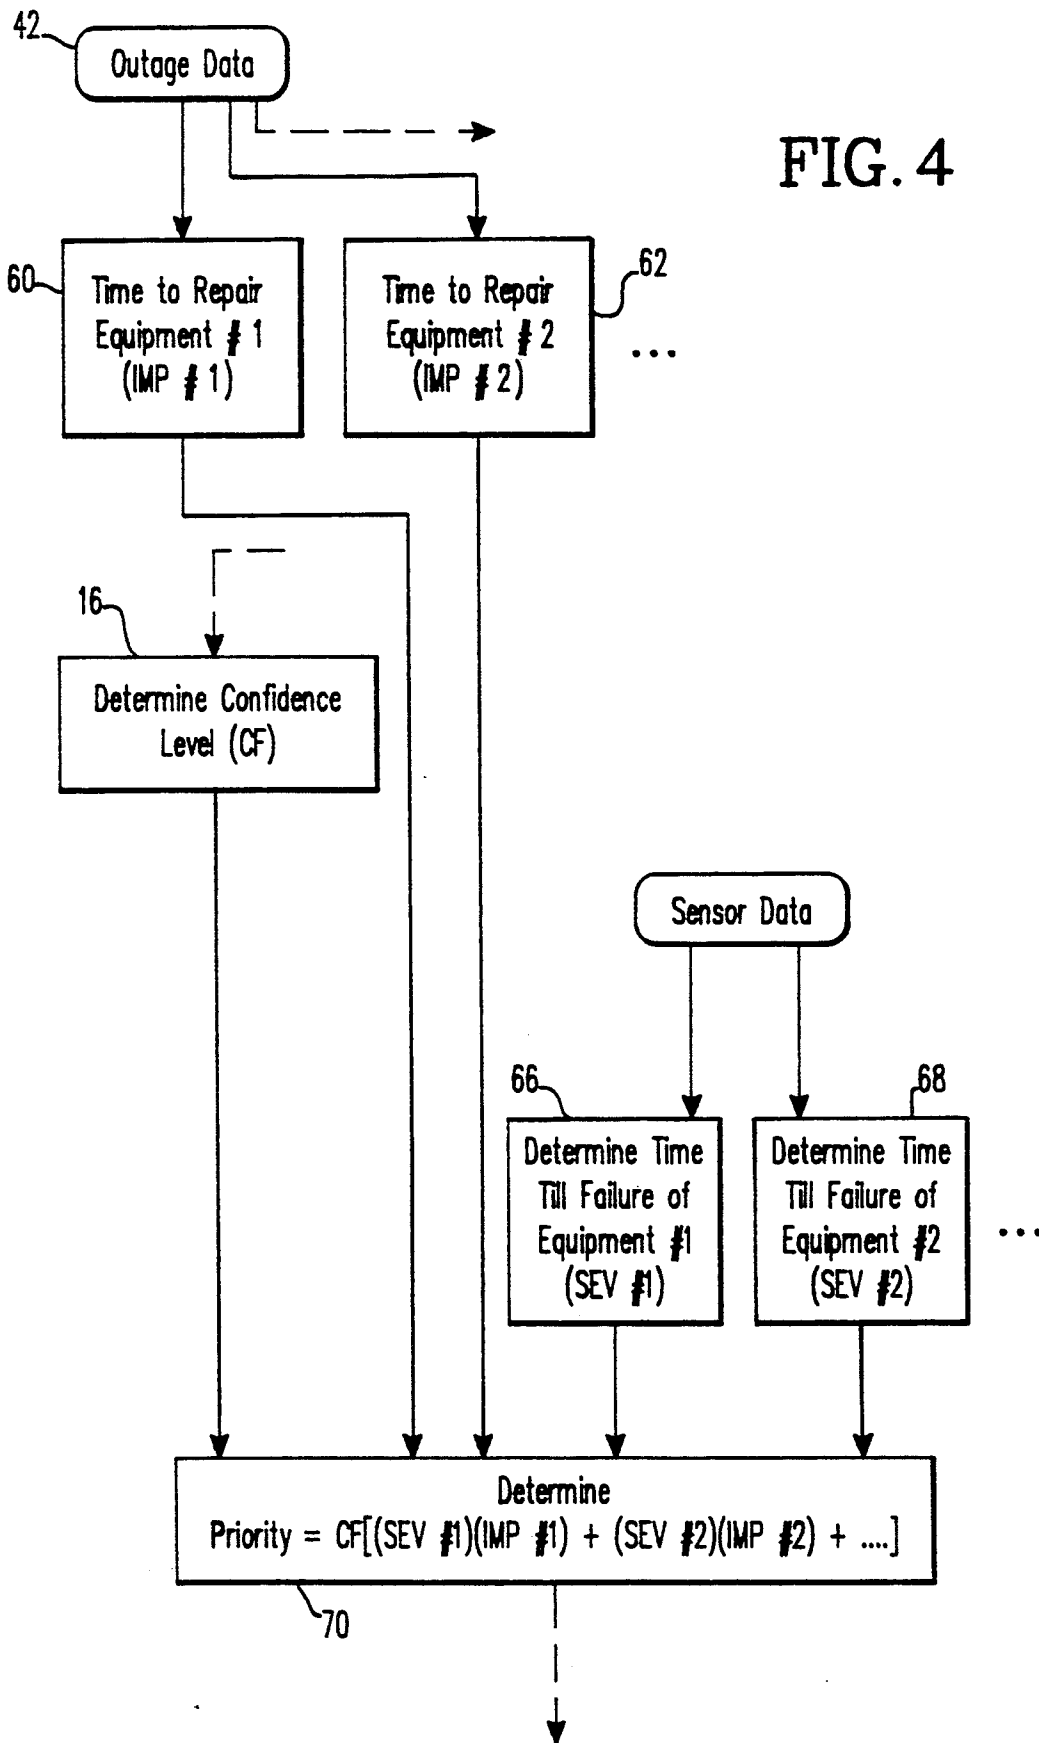 42
Outage Data
FIG. 4
60
Time to Repair
Equipment # 1
(IMP # 1)
62
Time to Repair
Equipment # 2
(IMP # 2)
...
16
Determine Confidence
Level (CF)
Sensor Data
66
Determine Time
Till Failure of
Equipment #1
(SEV #1)
68
Determine Time
Till Failure of
Equipment #2
(SEV #2)
...
Determine
Priority = CF[(SEV #1)(IMP #1) + (SEV #2)(IMP #2) + ....]
70